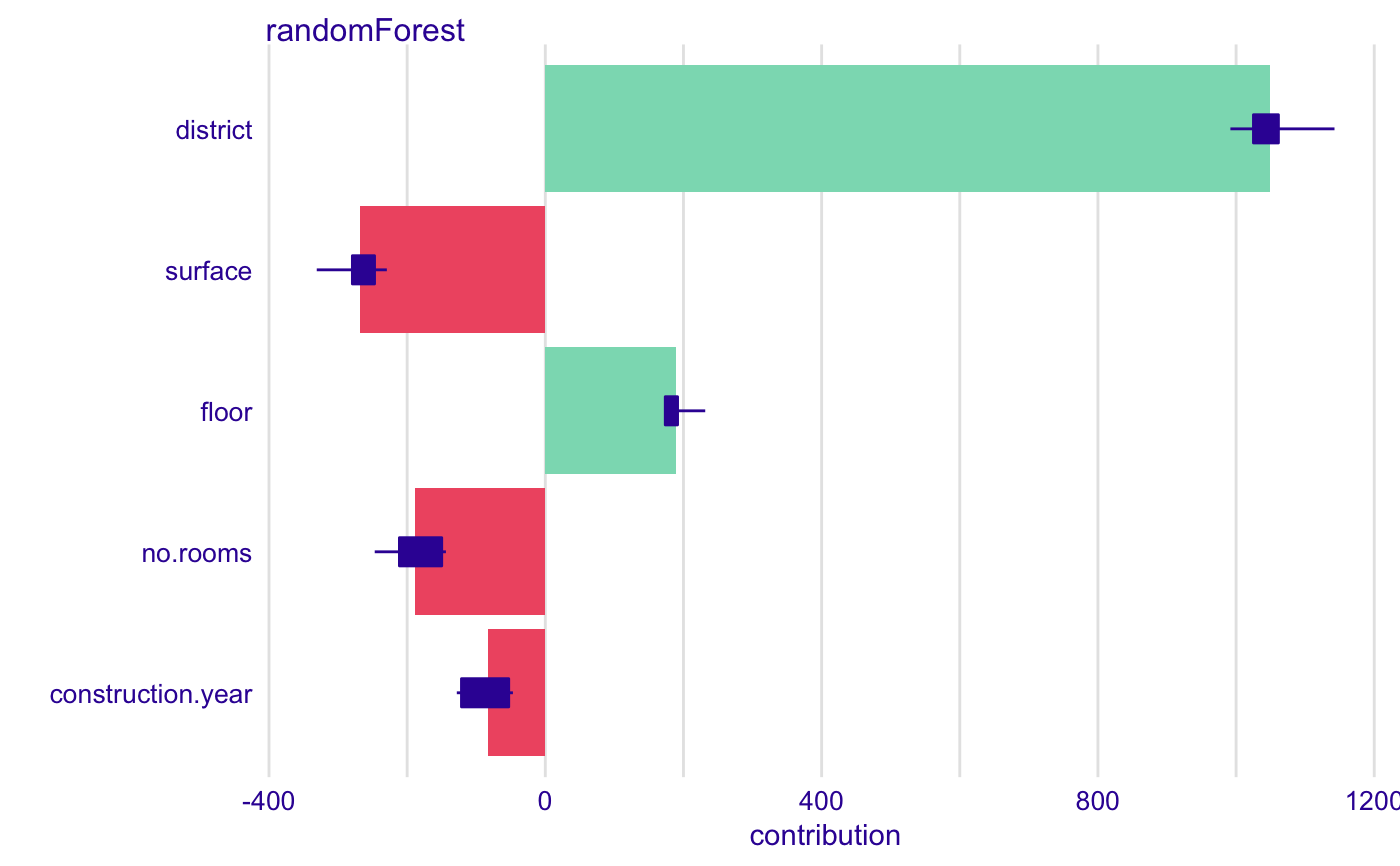 randomForest
district
surface
floor
no.rooms
construction.year
-400 0 400 800 1200
contribution